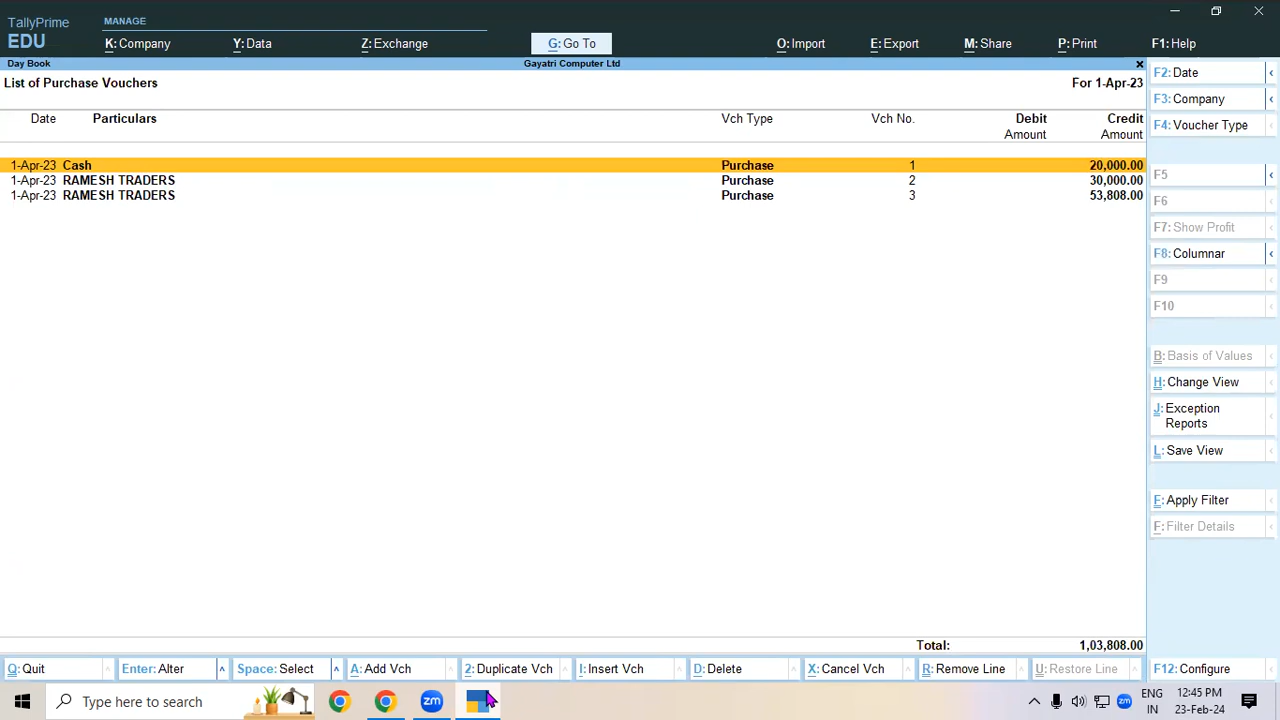 TallyPrime
EDU
MANAGE
K: Company Y: Data Z: Exchange G: Go To O: Import E: Export M: Share P: Print F1: Help
Day Book Gayatri Computer Ltd ×
List of Purchase Vouchers For 1-Apr-23
Date Particulars Vch Type Vch No. Debit Credit
Amount Amount
1-Apr-23 Cash Purchase 1 20,000.00
1-Apr-23 RAMESH TRADERS Purchase 2 30,000.00
1-Apr-23 RAMESH TRADERS Purchase 3 53,808.00
Total: 1,03,808.00
F2: Date
F3: Company
F4: Voucher Type
F5
F6
F7: Show Profit
F8: Columnar
F9
F10
B: Basis of Values
H: Change View
J: Exception
Reports
L: Save View
F: Apply Filter
F: Filter Details
Q: Quit Enter: Alter Space: Select A: Add Vch 2: Duplicate Vch I: Insert Vch D: Delete X: Cancel Vch R: Remove Line U: Restore Line F12: Configure
Type here to search zm zm ENG 12:45 PM
IN 23-Feb-24